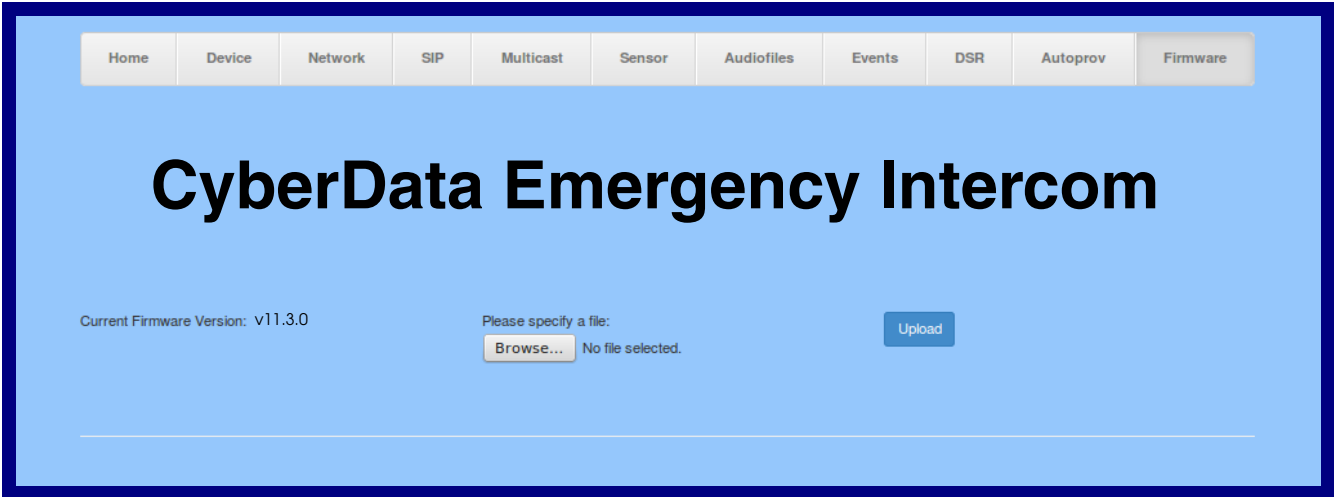 Home Device Network SIP Multicast Sensor Audiofiles Events DSR Autoprov Firmware
CyberData Emergency Intercom
Current Firmware Version: v11.3.0 Please specify a file: Upload
Browse... No file selected.